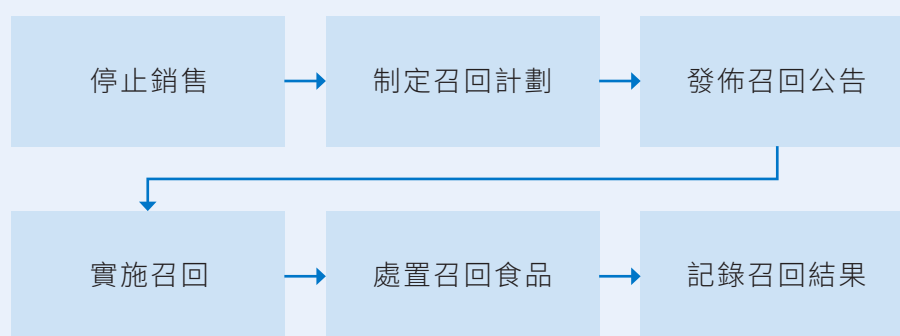 停止銷售
制定召回計劃
發佈召回公告
實施召回
處置召回食品
記錄召回結果